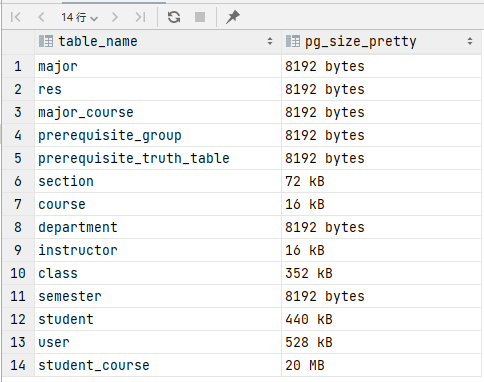 14 行
table_name pg_size_pretty
1 major 8192 bytes
2 res 8192 bytes
3 major_course 8192 bytes
4 prerequisite_group 8192 bytes
5 prerequisite_truth_table 8192 bytes
6 section 72 kB
7 course 16 kB
8 department 8192 bytes
9 instructor 16 kB
10 class 352 kB
11 semester 8192 bytes
12 student 440 kB
13 user 528 kB
14 student_course 20 MB